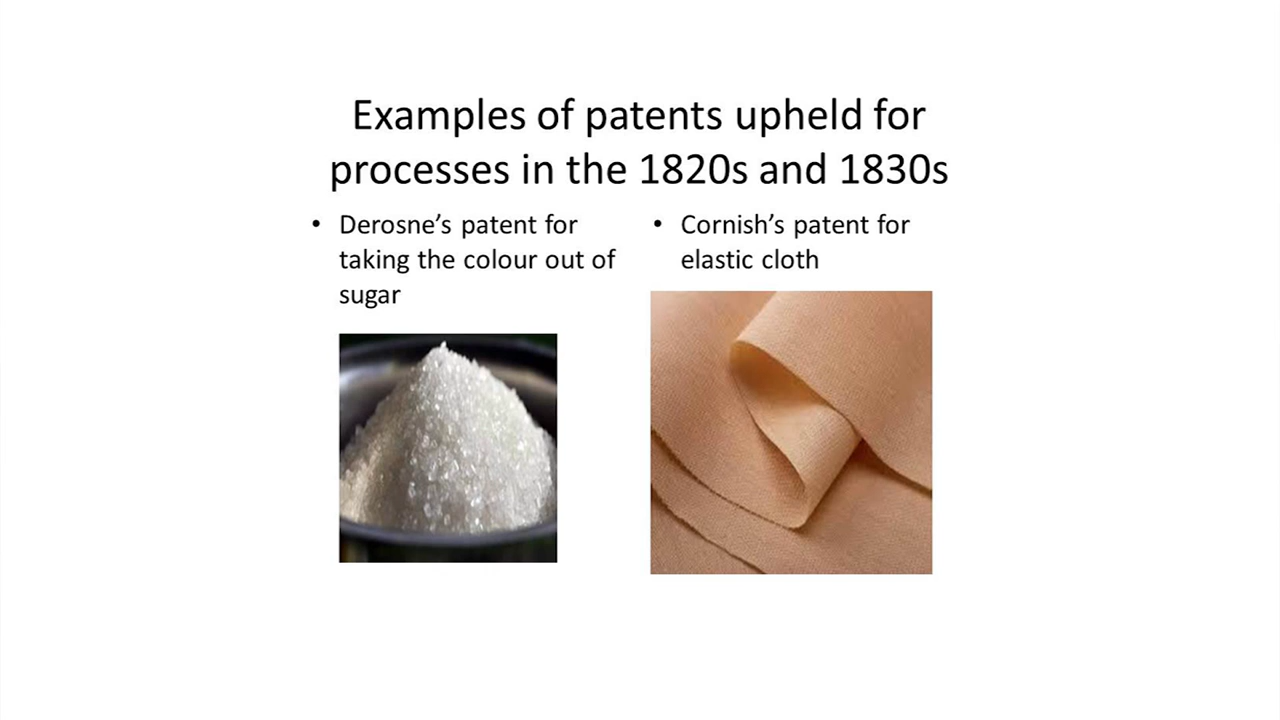 Examples of patents upheld for
processes in the 1820s and 1830s
• Derosne’s patent for
taking the colour out of
sugar
• Cornish’s patent for
elastic cloth